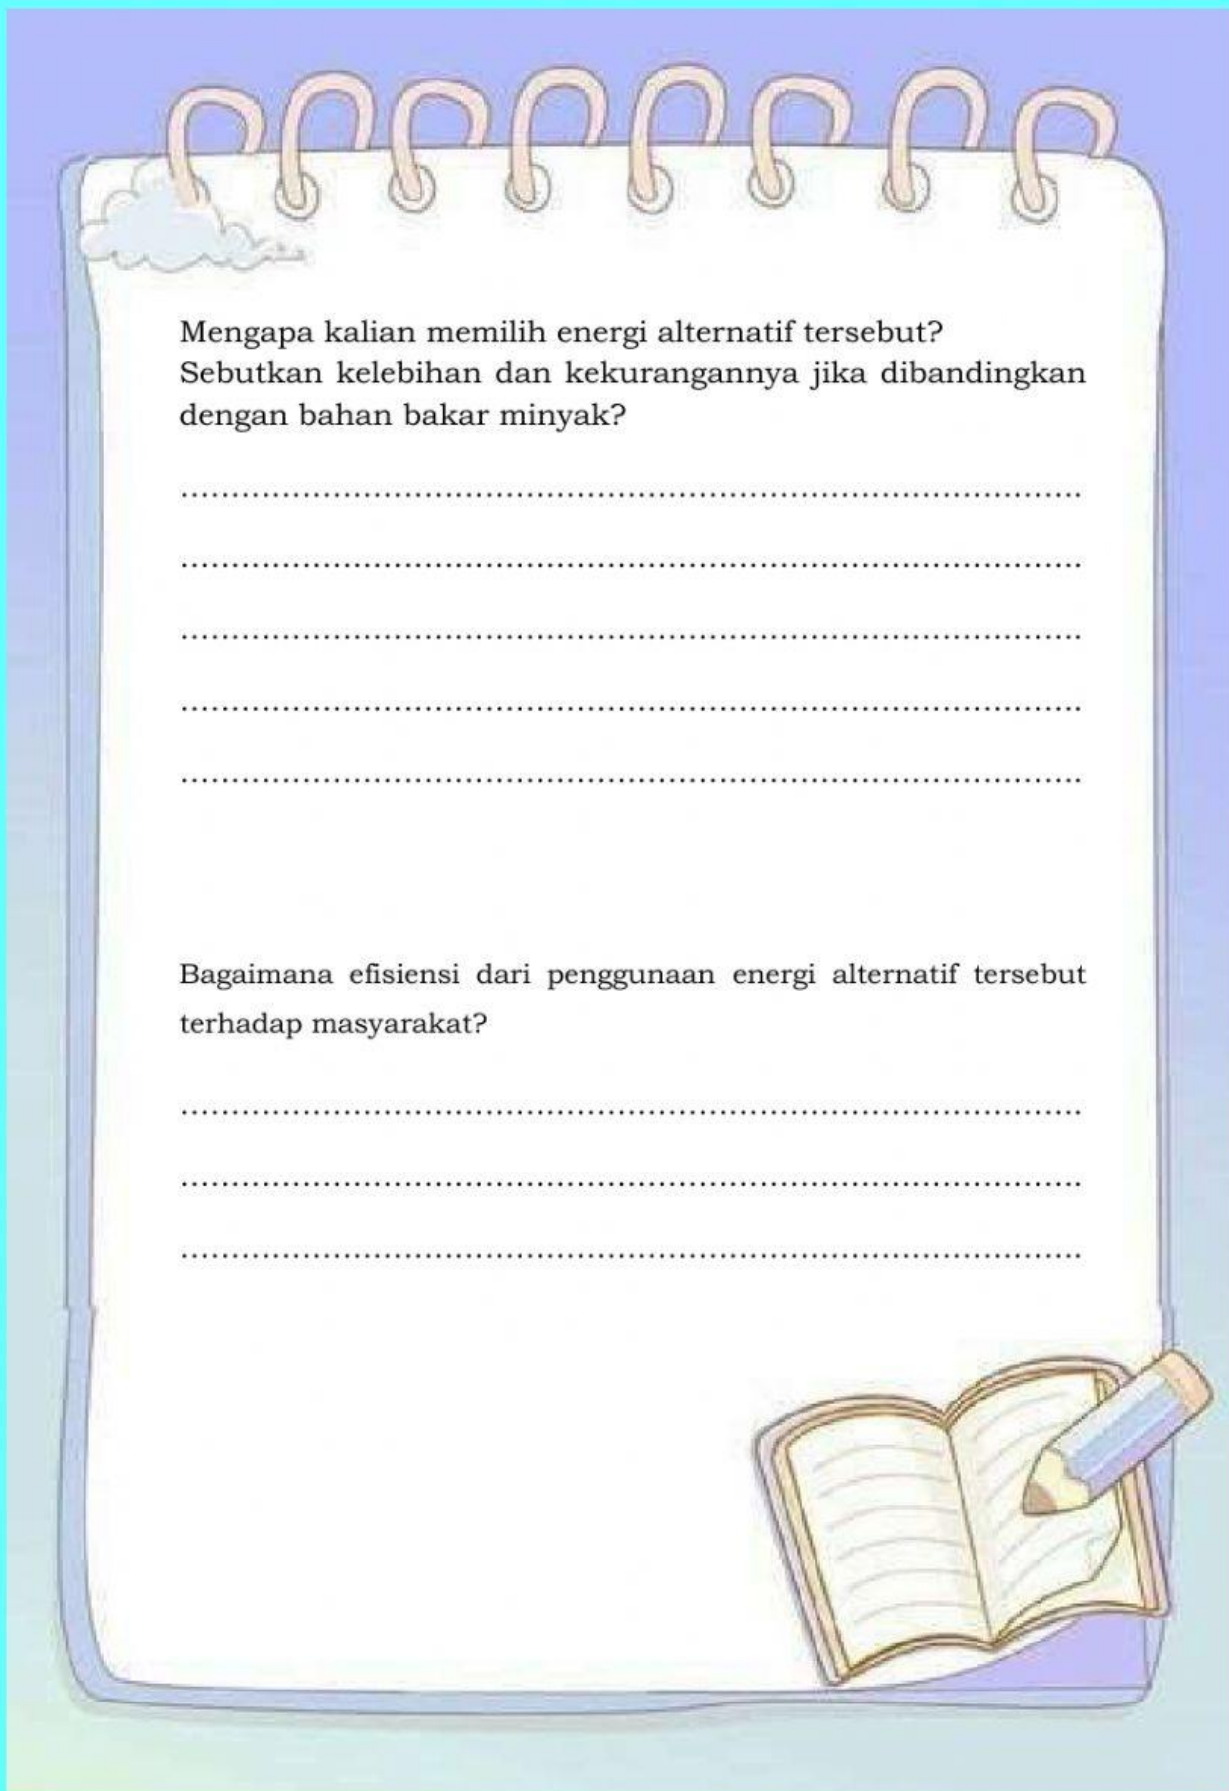 Mengapa kalian memilih energi alternatif tersebut?
Sebutkan kelebihan dan kekurangannya jika dibandingkan
dengan bahan bakar minyak?
..........................................................................................
..........................................................................................
..........................................................................................
..........................................................................................
..........................................................................................
Bagaimana efisiensi dari penggunaan energi alternatif tersebut
terhadap masyarakat?
..........................................................................................
..........................................................................................
..........................................................................................